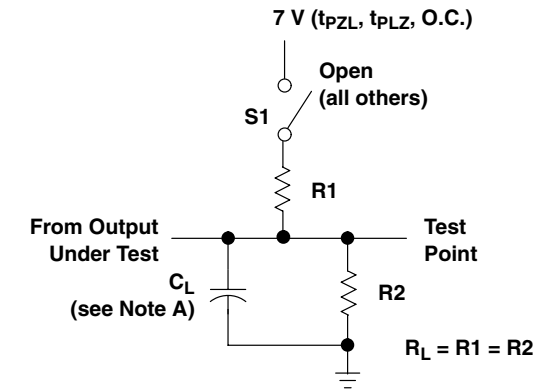 7 V (tPZL, tPLZ, O.C.)
Open
(all others)
S1
R1
From Output
Under Test
Test
Point
CL
(see Note A)
R2
RL = R1 = R2